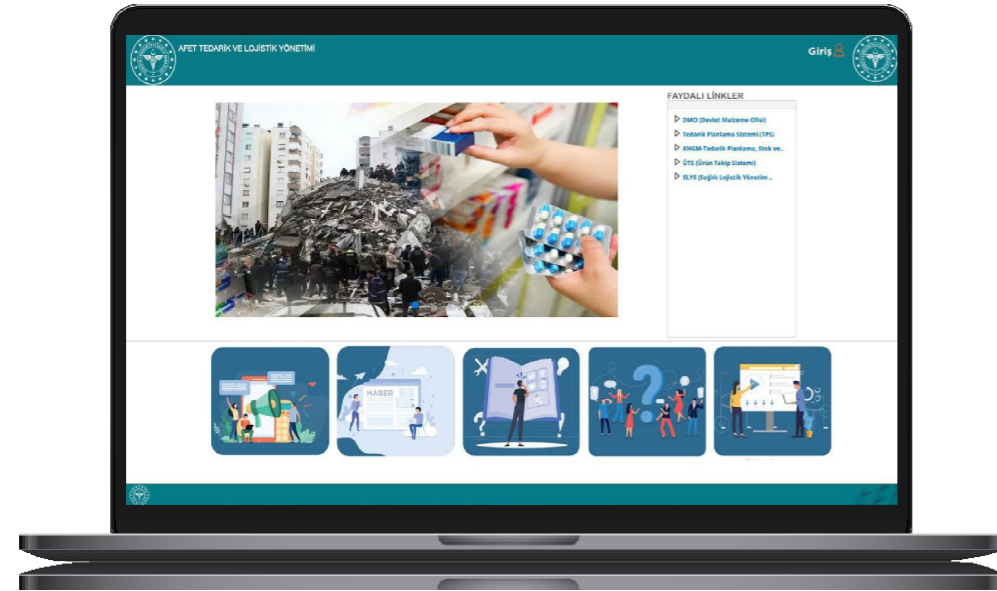 AFET TEDARİK VE LOJİSTİK YÖNETİMİ
Giriş
FAYDALI LİNKLER
DMO (Devlet Malzeme Ofisi)
Tedarik Planlama Sistemi (TPS)
KHGM-Tedarik Planlama, Stok ve..
ÜTS (Ürün Takip Sistemi)
SLYS (Sağlık Lojistik Yönetim ..
HABER